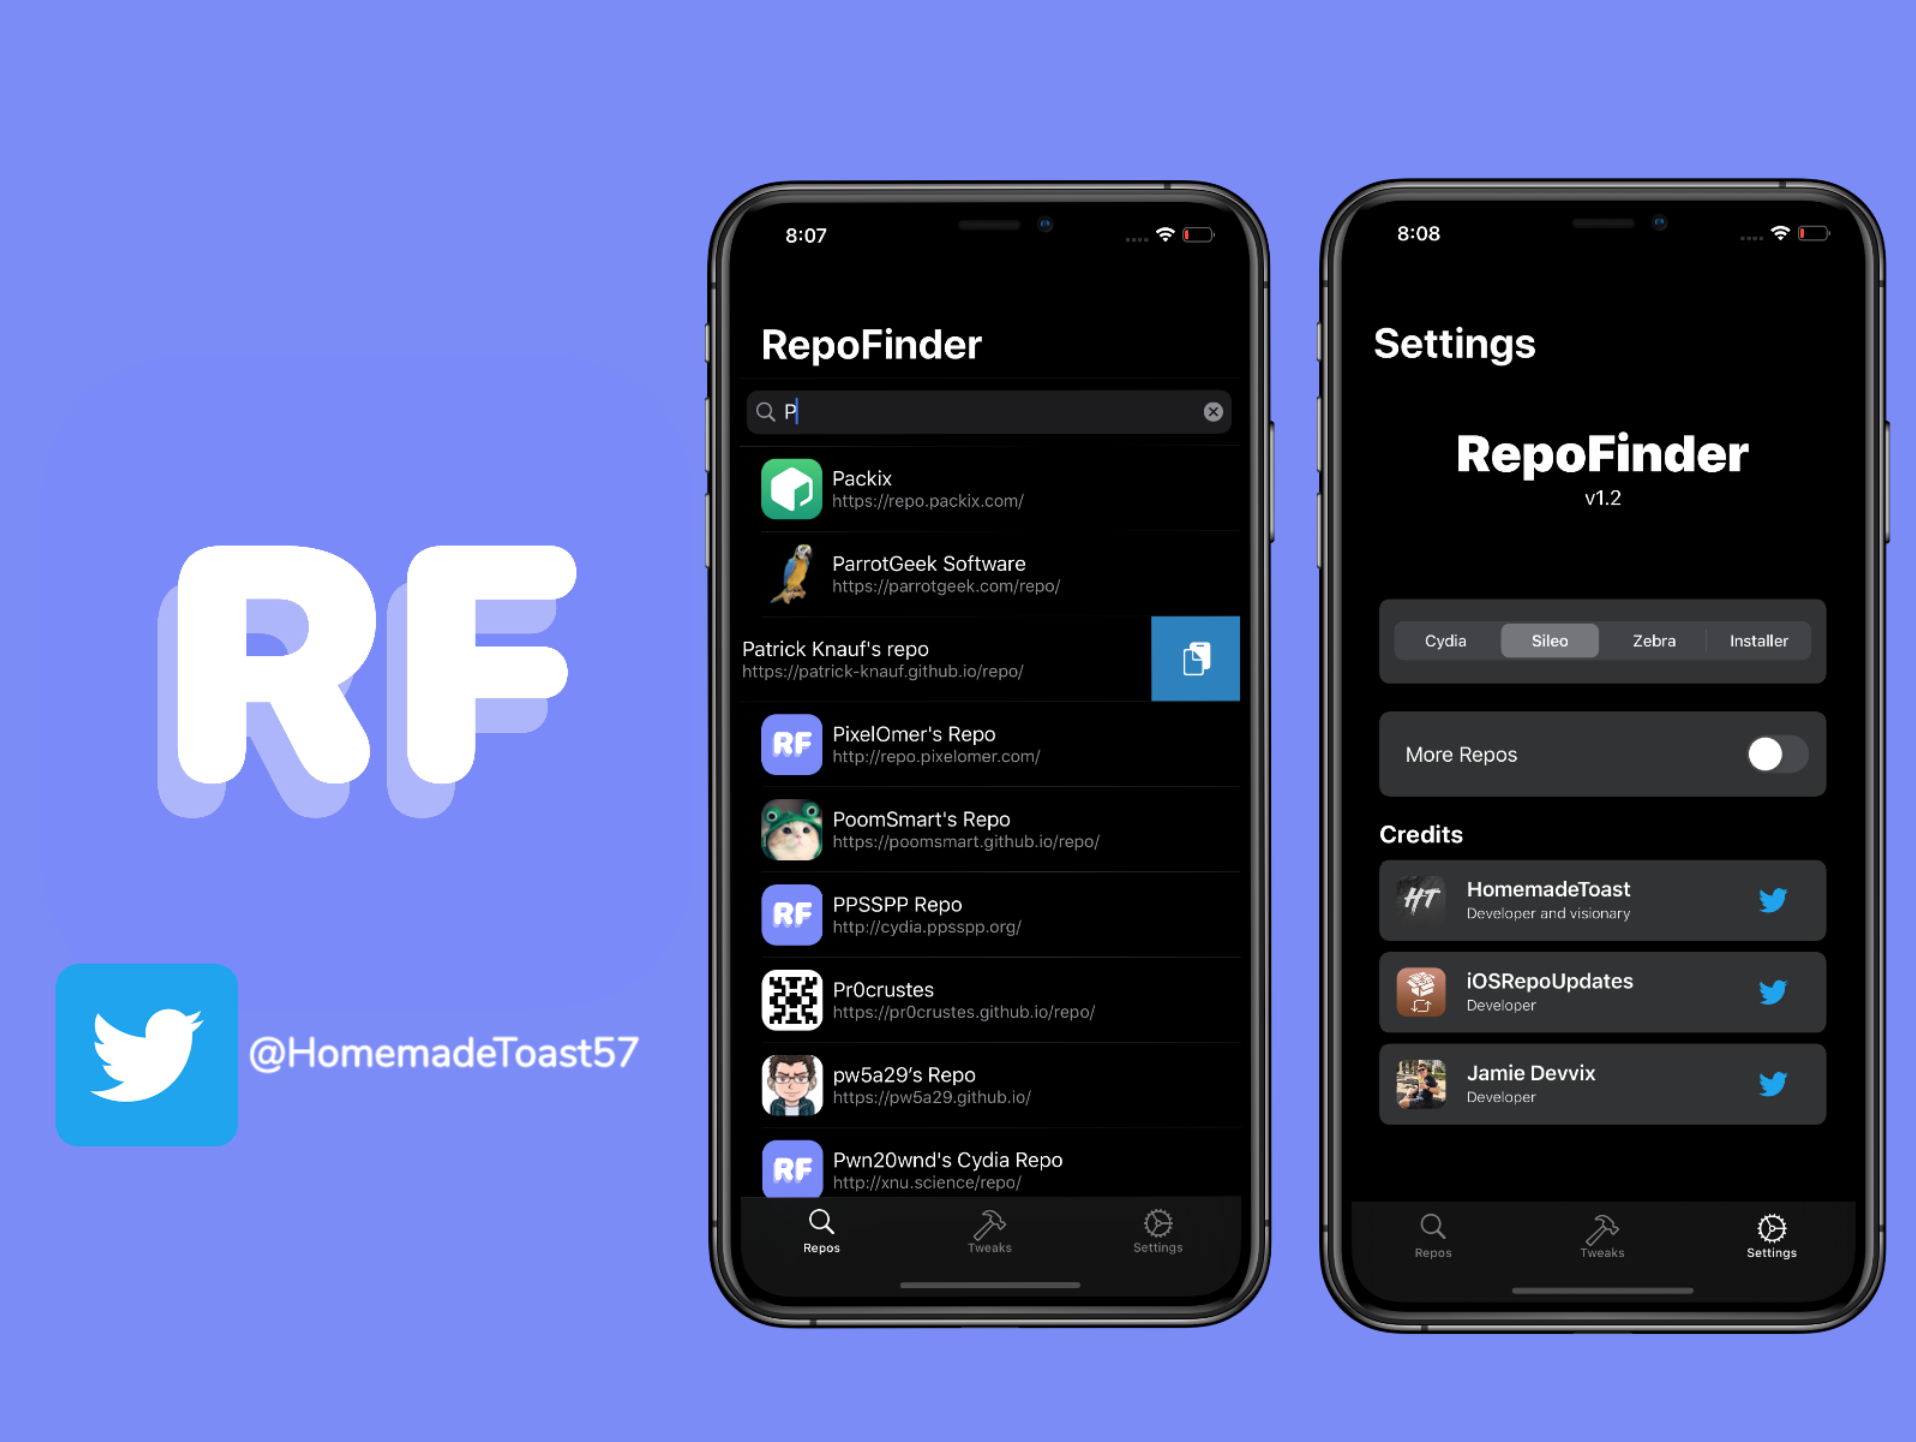 RF
@HomemadeToast57
8:07
RepoFinder
P
Packix
https://repo.packix.com/
ParrotGeek Software
https://parrotgeek.com/repo/
Patrick Knauf's repo
https://patrick-knauf.github.io/repo/
RF
PixelOmer's Repo
http://repo.pixelomer.com/
PoomSmart's Repo
https://poomsmart.github.io/repo/
RF
PPSSPP Repo
http://cydia.ppsspp.org/
Pr0crustes
https://pr0crustes.github.io/repo/
pw5a29’s Repo
https://pw5a29.github.io/
RF
Pwn20wnd's Cydia Repo
http://xnu.science/repo/
Repos Tweaks Settings
8:08
Settings
RepoFinder
v1.2
Cydia Sileo Zebra Installer
More Repos
Credits
HT
HomemadeToast
Developer and visionary
iOSRepoUpdates
Developer
Jamie Devvix
Developer
Repos Tweaks Settings